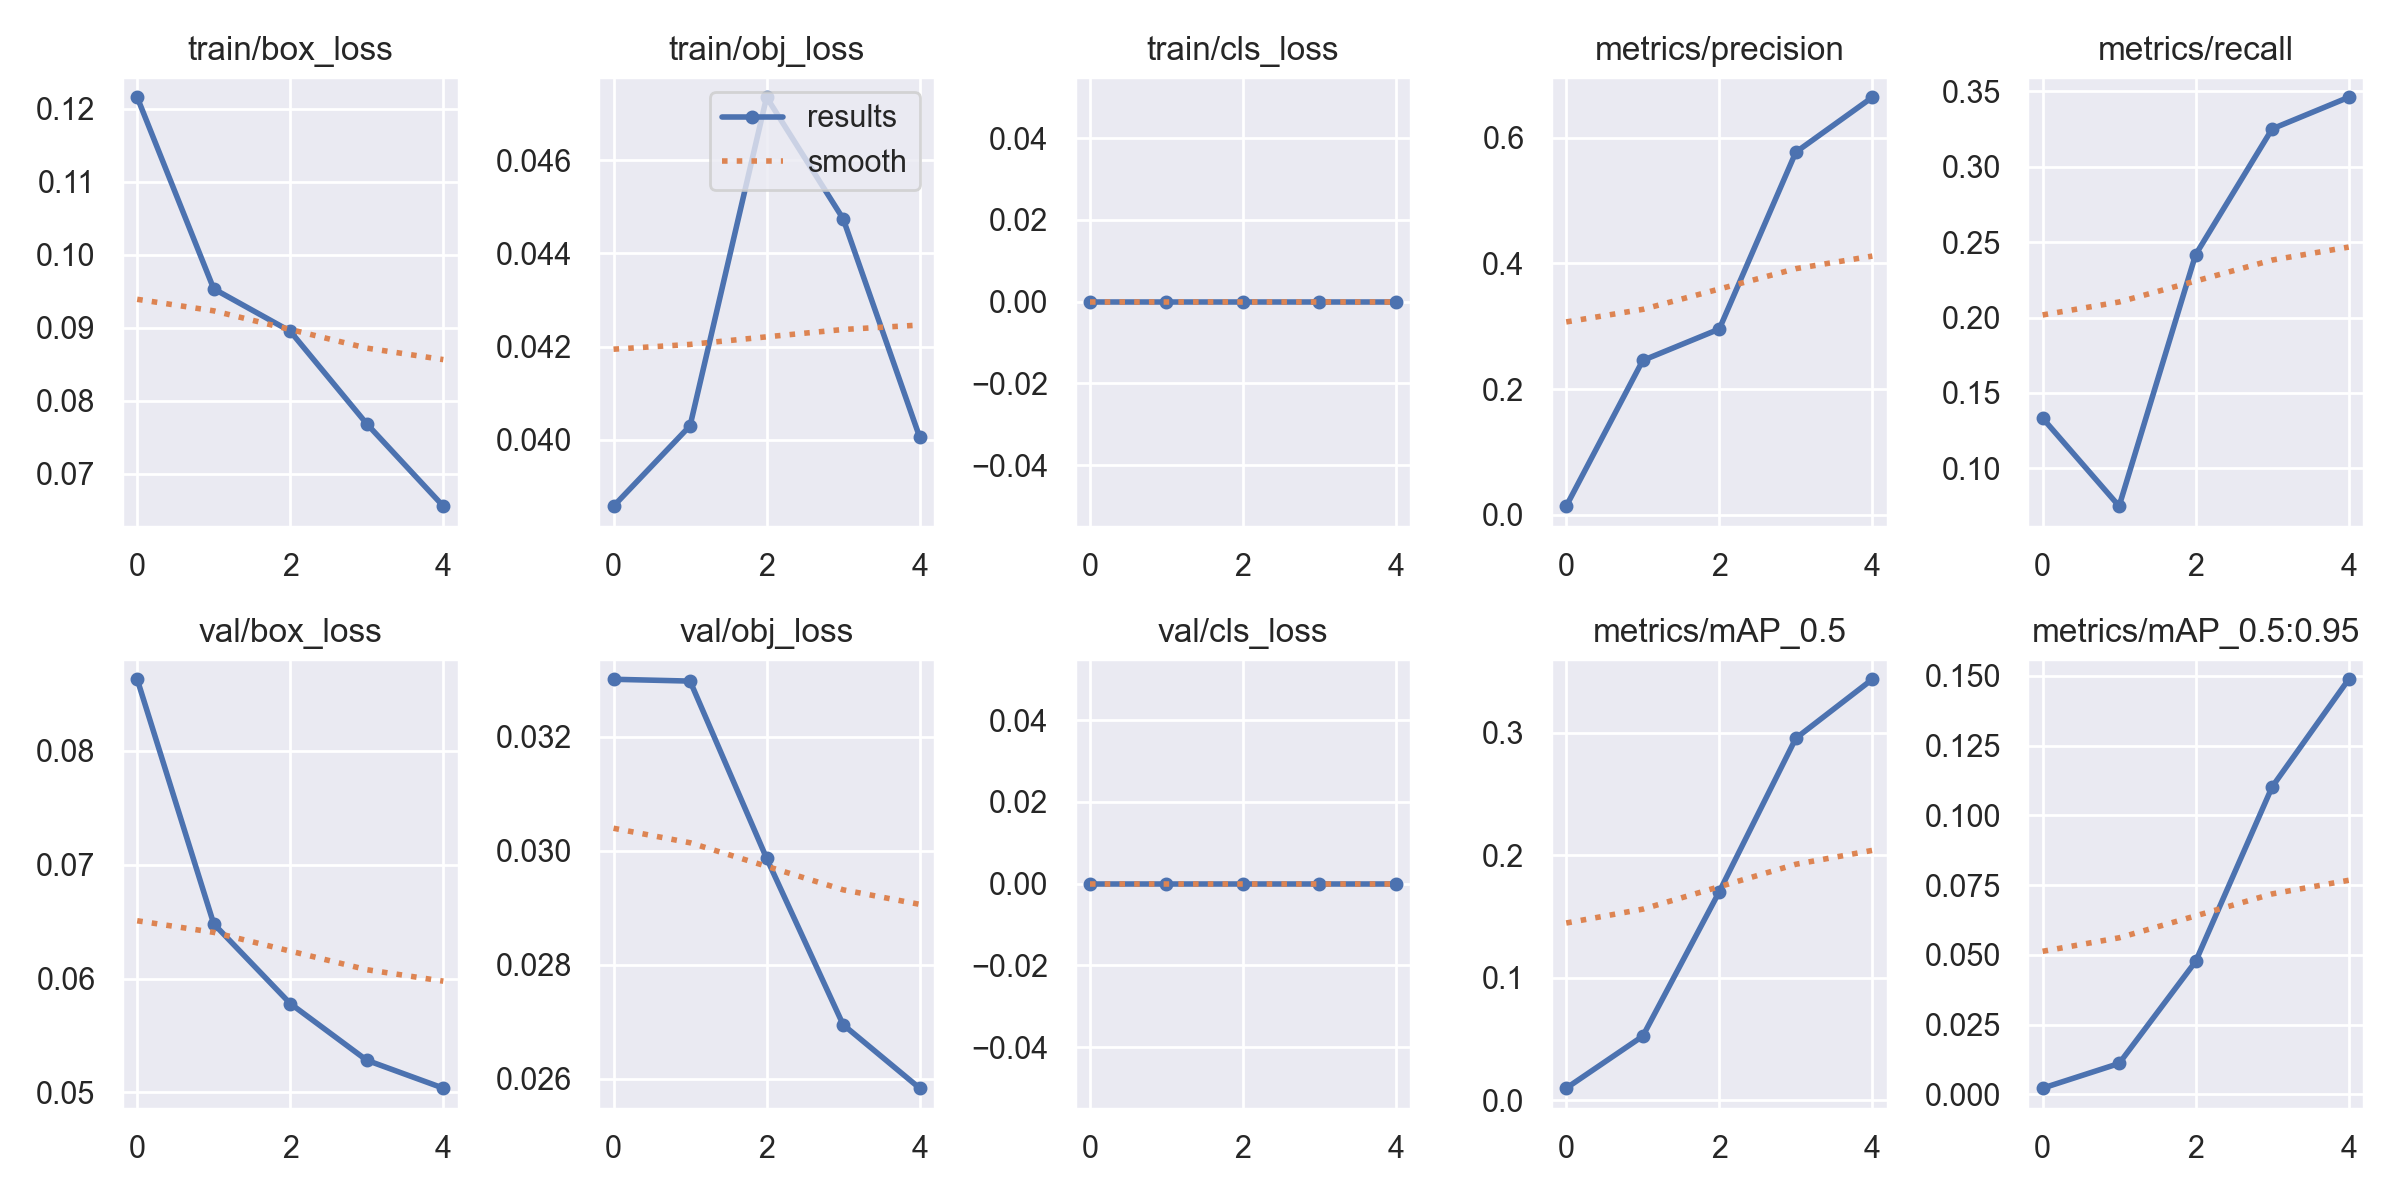 train/box_loss
0.12
0.11
0.10
0.09
0.08
0.07
0 2 4
train/obj_loss
results
smooth
0.046
0.044
0.042
0.040
0 2 4
train/cls_loss
0.04
0.02
0.00
−0.02
−0.04
0 2 4
metrics/precision
0.6
0.4
0.2
0.0
0 2 4
metrics/recall
0.35
0.30
0.25
0.20
0.15
0.10
0 2 4
val/box_loss
0.08
0.07
0.06
0.05
0 2 4
val/obj_loss
0.032
0.030
0.028
0.026
0 2 4
val/cls_loss
0.04
0.02
0.00
−0.02
−0.04
0 2 4
metrics/mAP_0.5
0.3
0.2
0.1
0.0
0 2 4
metrics/mAP_0.5:0.95
0.150
0.125
0.100
0.075
0.050
0.025
0.000
0 2 4